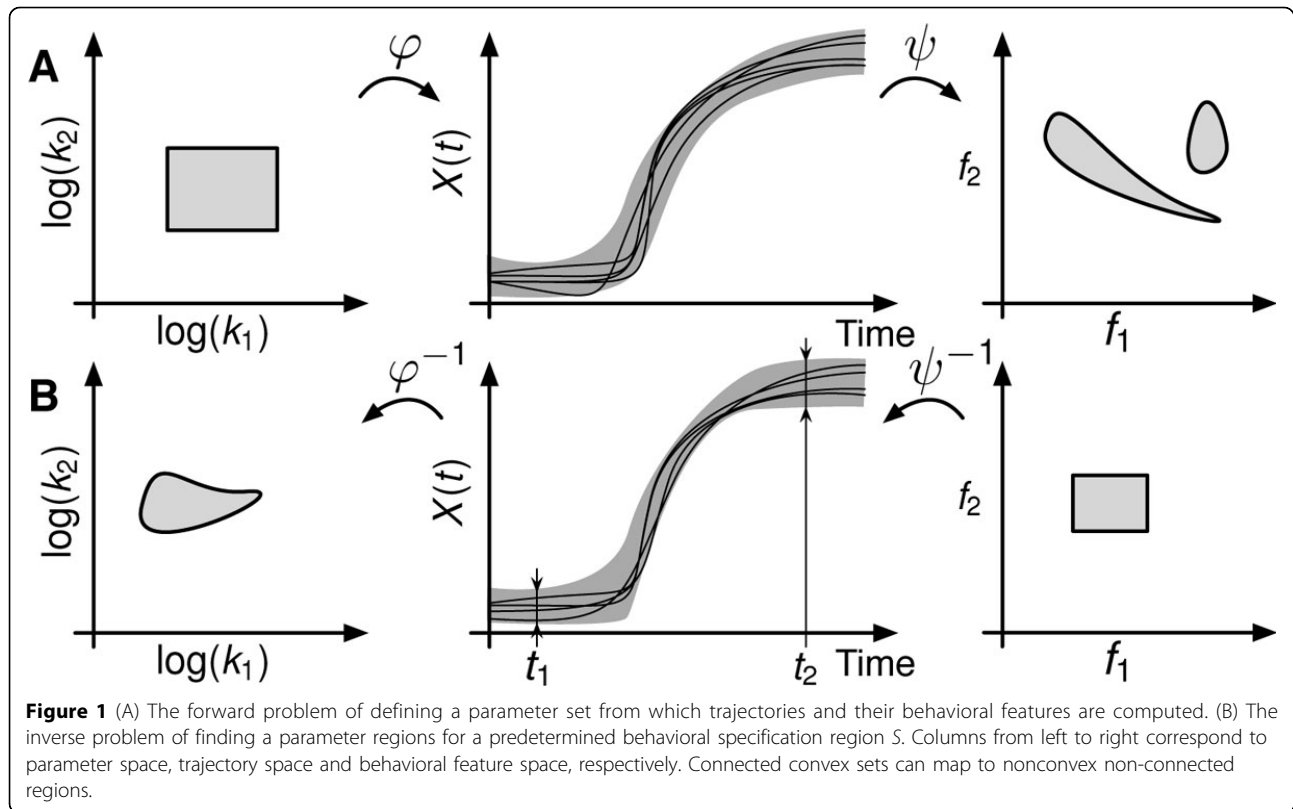 A
φ
ψ
log(k₂)
X(t)
f₂
log(k₁)
Time
f₁
B
φ⁻¹
ψ⁻¹
log(k₂)
X(t)
f₂
log(k₁)
t₁
t₂
Time
f₁
Figure 1 (A) The forward problem of defining a parameter set from which trajectories and their behavioral features are computed. (B) The
inverse problem of finding a parameter regions for a predetermined behavioral specification region S. Columns from left to right correspond to
parameter space, trajectory space and behavioral feature space, respectively. Connected convex sets can map to nonconvex non-connected
regions.